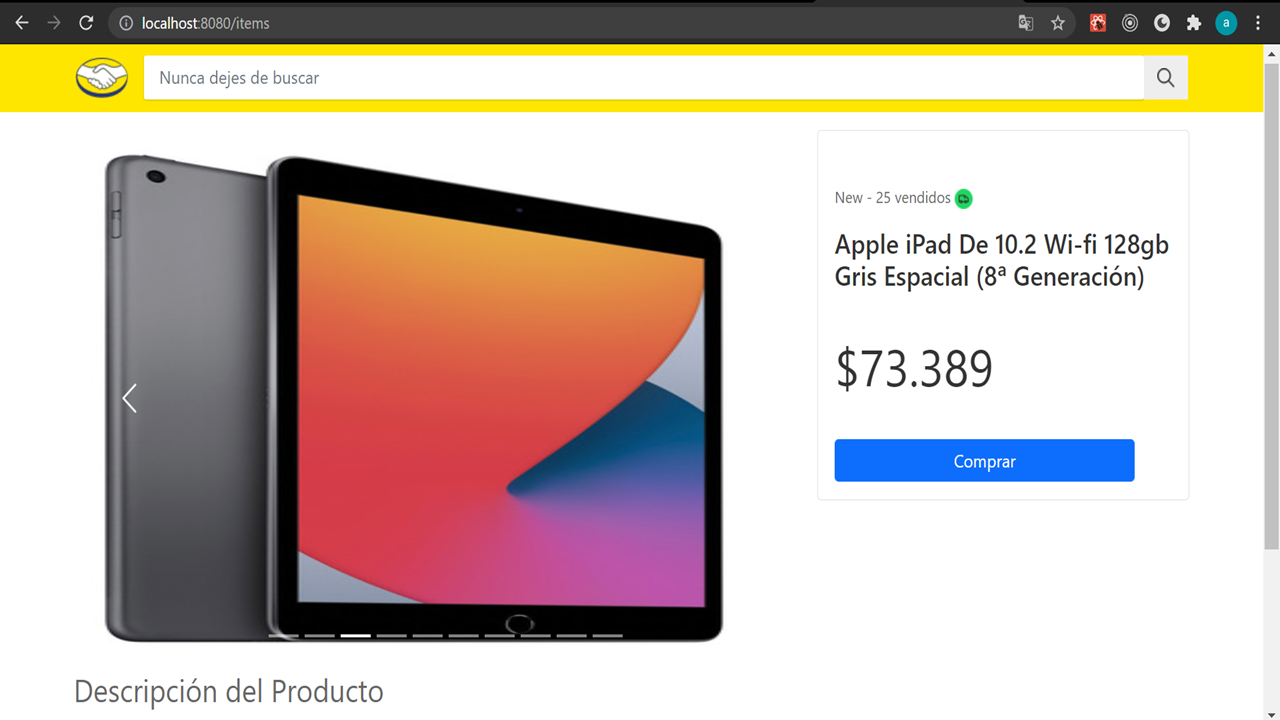 localhost:8080/items
a
Nunca dejes de buscar
New - 25 vendidos
Apple iPad De 10.2 Wi-fi 128gb
Gris Espacial (8ª Generación)
$73.389
Comprar
Descripción del Producto